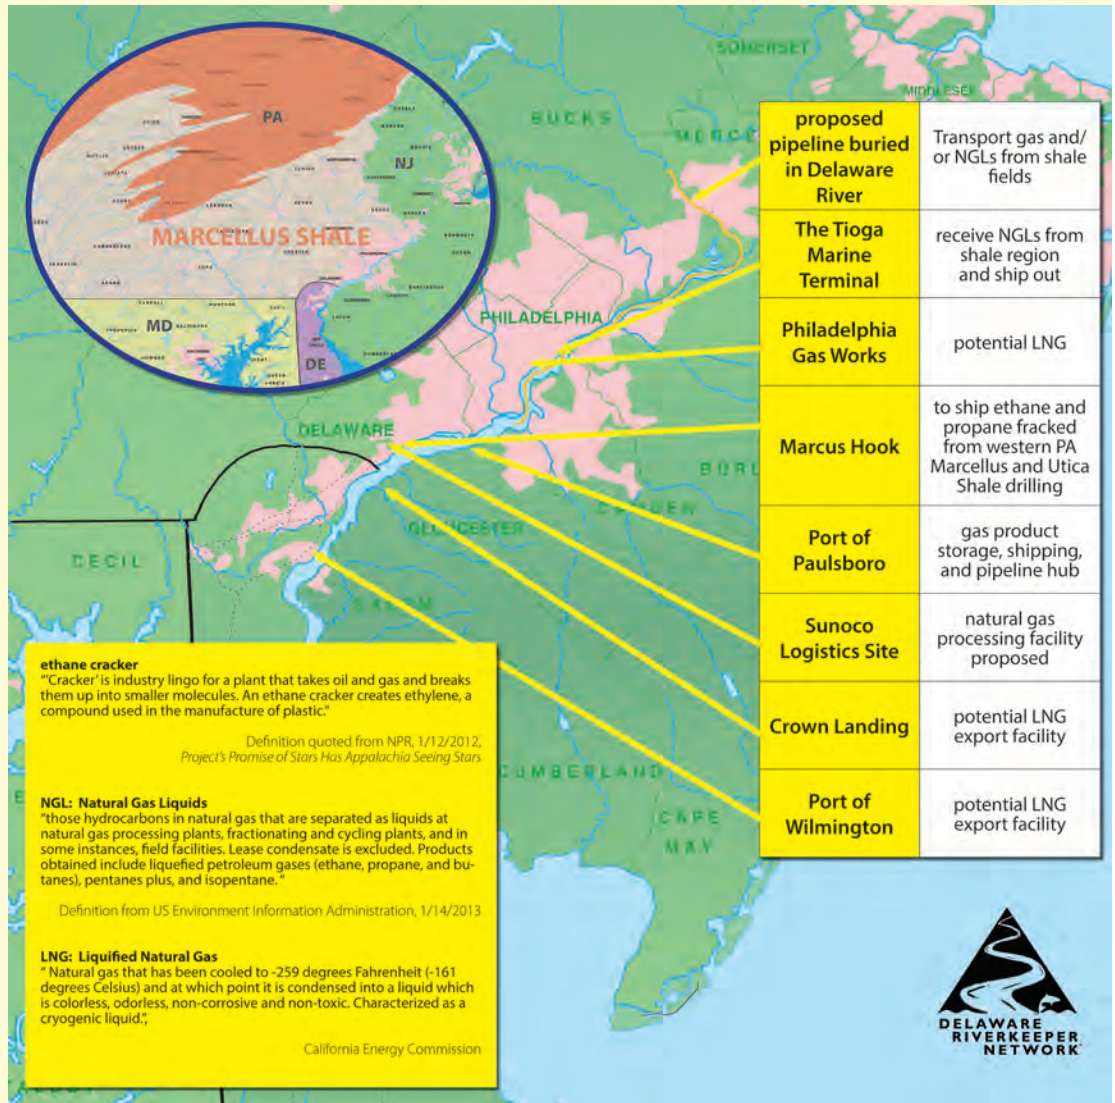 SOMERSET
MIDDLESEX
BUCKS
PA
NJ
MARCELLUS SHALE
MD
DE
PHILADELPHIA
DELAWARE
GLOUCESTER
CAMDEN
CECIL
SALEM
CUMBERLAND
CAPE
MAY
proposed
pipeline buried
in Delaware
River
Transport gas and/
or NGLs from shale
fields
The Tioga
Marine
Terminal
receive NGLs from
shale region
and ship out
Philadelphia
Gas Works
potential LNG
Marcus Hook
to ship ethane and
propane fracked
from western PA
Marcellus and Utica
Shale drilling
Port of
Paulsboro
gas product
storage, shipping,
and pipeline hub
Sunoco
Logistics Site
natural gas
processing facility
proposed
Crown Landing
potential LNG
export facility
Port of
Wilmington
potential LNG
export facility
ethane cracker
"'Cracker' is industry lingo for a plant that takes oil and gas and breaks
them up into smaller molecules. An ethane cracker creates ethylene, a
compound used in the manufacture of plastic."
Definition quoted from NPR, 1/12/2012,
Project's Promise of Stars Has Appalachia Seeing Stars
NGL: Natural Gas Liquids
"those hydrocarbons in natural gas that are separated as liquids at
natural gas processing plants, fractionating and cycling plants, and in
some instances, field facilities. Lease condensate is excluded. Products
obtained include liquefied petroleum gases (ethane, propane, and bu-
tanes), pentanes plus, and isopentane. "
Definition from US Environment Information Administration, 1/14/2013
LNG: Liquified Natural Gas
" Natural gas that has been cooled to -259 degrees Fahrenheit (-161
degrees Celsius) and at which point it is condensed into a liquid which
is colorless, odorless, non-corrosive and non-toxic. Characterized as a
cryogenic liquid.",
California Energy Commission
DELAWARE
RIVERKEEPER
NETWORK